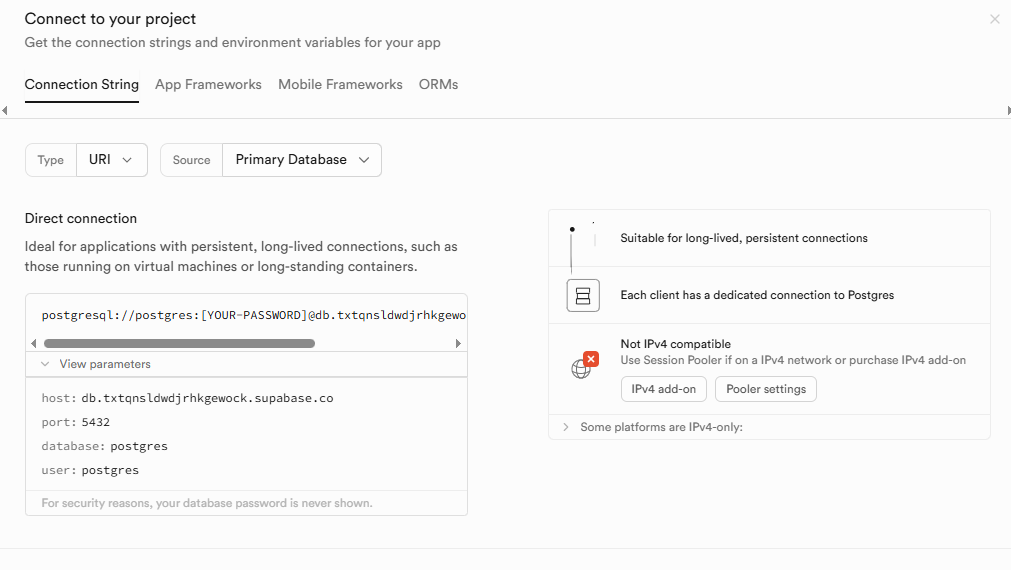 Connect to your project
Get the connection strings and environment variables for your app
Connection String App Frameworks Mobile Frameworks ORMs
Type URI Source Primary Database
Direct connection
Ideal for applications with persistent, long-lived connections, such as
those running on virtual machines or long-standing containers.
postgresql://postgres:[YOUR-PASSWORD]@db.txtqnsldwdjrhkgewo
View parameters
host: db.txtqnsldwdjrhkgewock.supabase.co
port: 5432
database: postgres
user: postgres
For security reasons, your database password is never shown.
Suitable for long-lived, persistent connections
Each client has a dedicated connection to Postgres
Not IPv4 compatible
Use Session Pooler if on a IPv4 network or purchase IPv4 add-on
IPv4 add-on Pooler settings
Some platforms are IPv4-only: